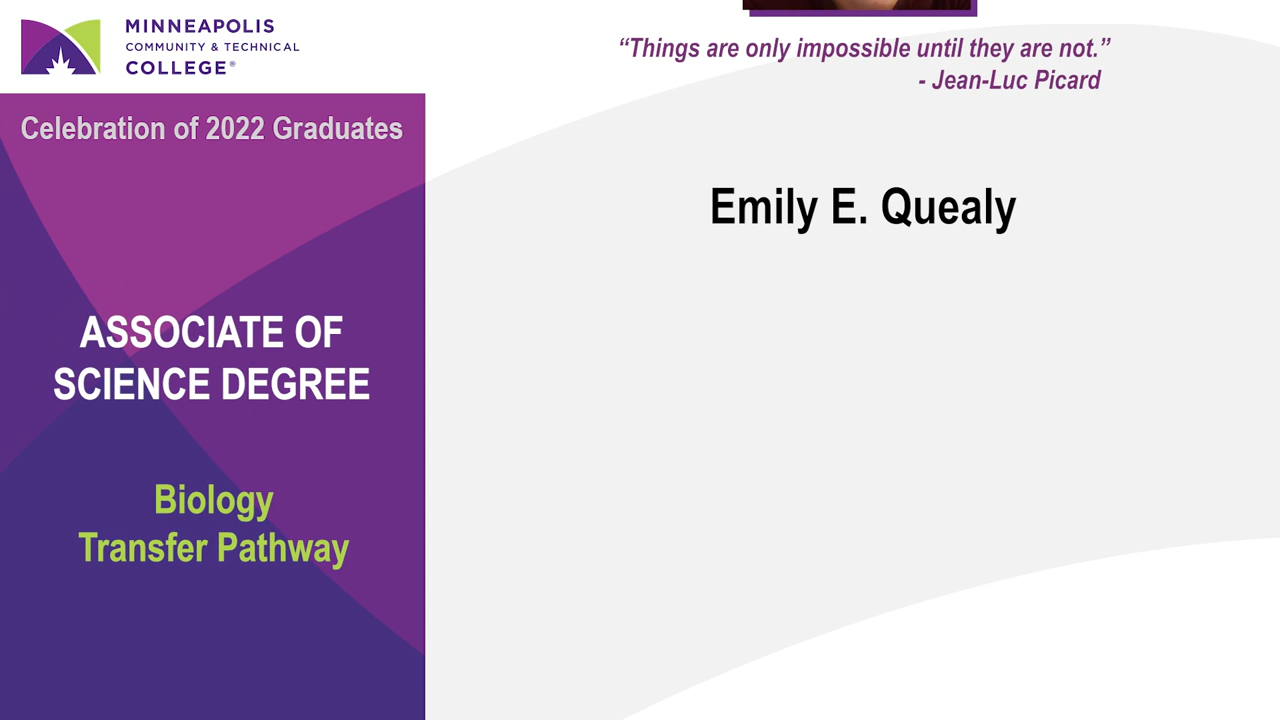 MINNEAPOLIS
COMMUNITY & TECHNICAL
COLLEGE®
Celebration of 2022 Graduates
ASSOCIATE OF
SCIENCE DEGREE
Biology
Transfer Pathway
“Things are only impossible until they are not.”
- Jean-Luc Picard
Emily E. Quealy